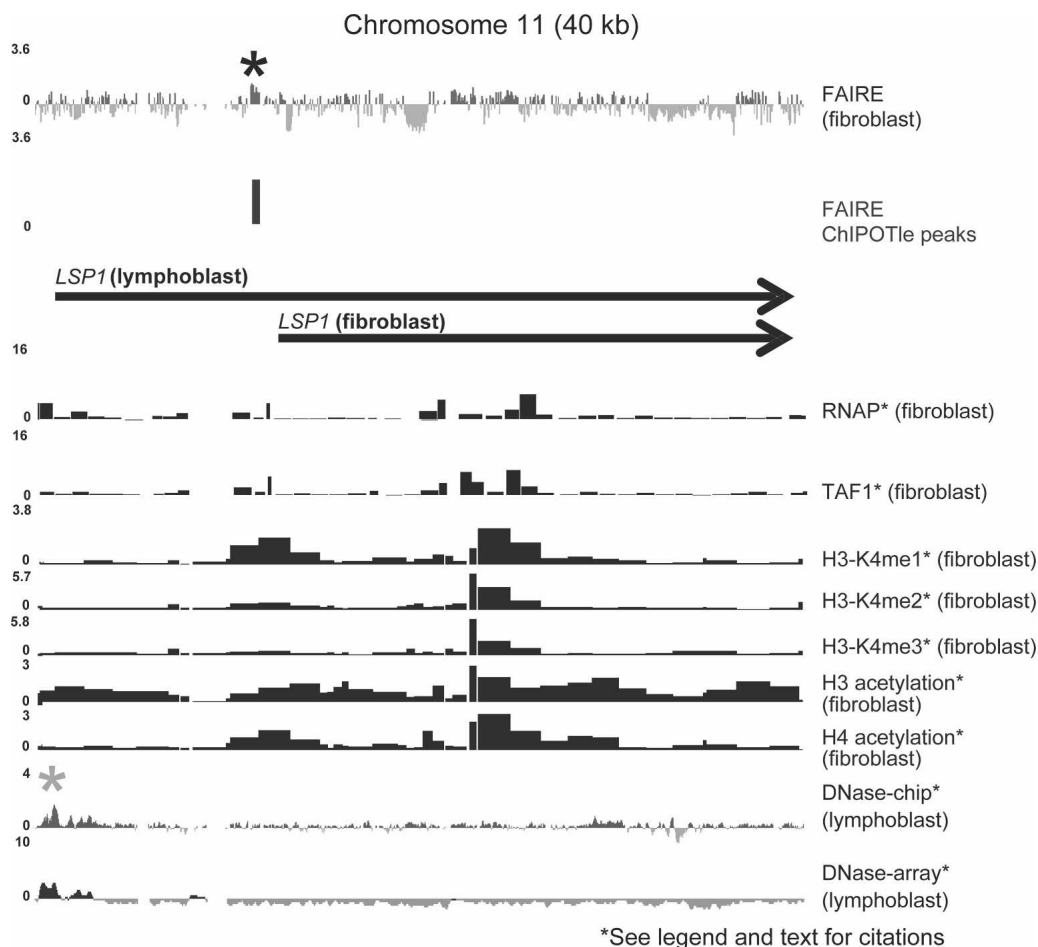 Chromosome 11 (40 kb)
3.6
*
0
FAIRE
(fibroblast)
3.6
FAIRE
ChIPOTle peaks
0
LSP1 (lymphoblast)
LSP1 (fibroblast)
16
RNAP* (fibroblast)
0
16
TAF1* (fibroblast)
0
3.8
H3-K4me1* (fibroblast)
0
5.7
H3-K4me2* (fibroblast)
0
5.8
H3-K4me3* (fibroblast)
0
3
H3 acetylation*
(fibroblast)
0
3
H4 acetylation*
(fibroblast)
0
4
*
DNase-chip*
(lymphoblast)
0
10
DNase-array*
(lymphoblast)
0
*See legend and text for citations